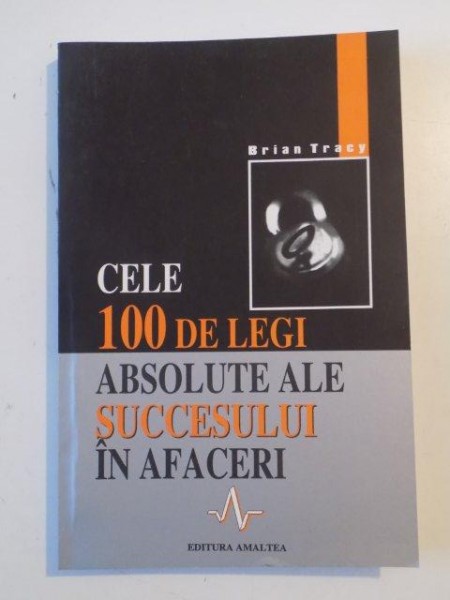 Brian Tracy
CELE
100 DE LEGI
ABSOLUTE ALE
SUCCESULUI
ÎN AFACERI
EDITURA AMALTEA